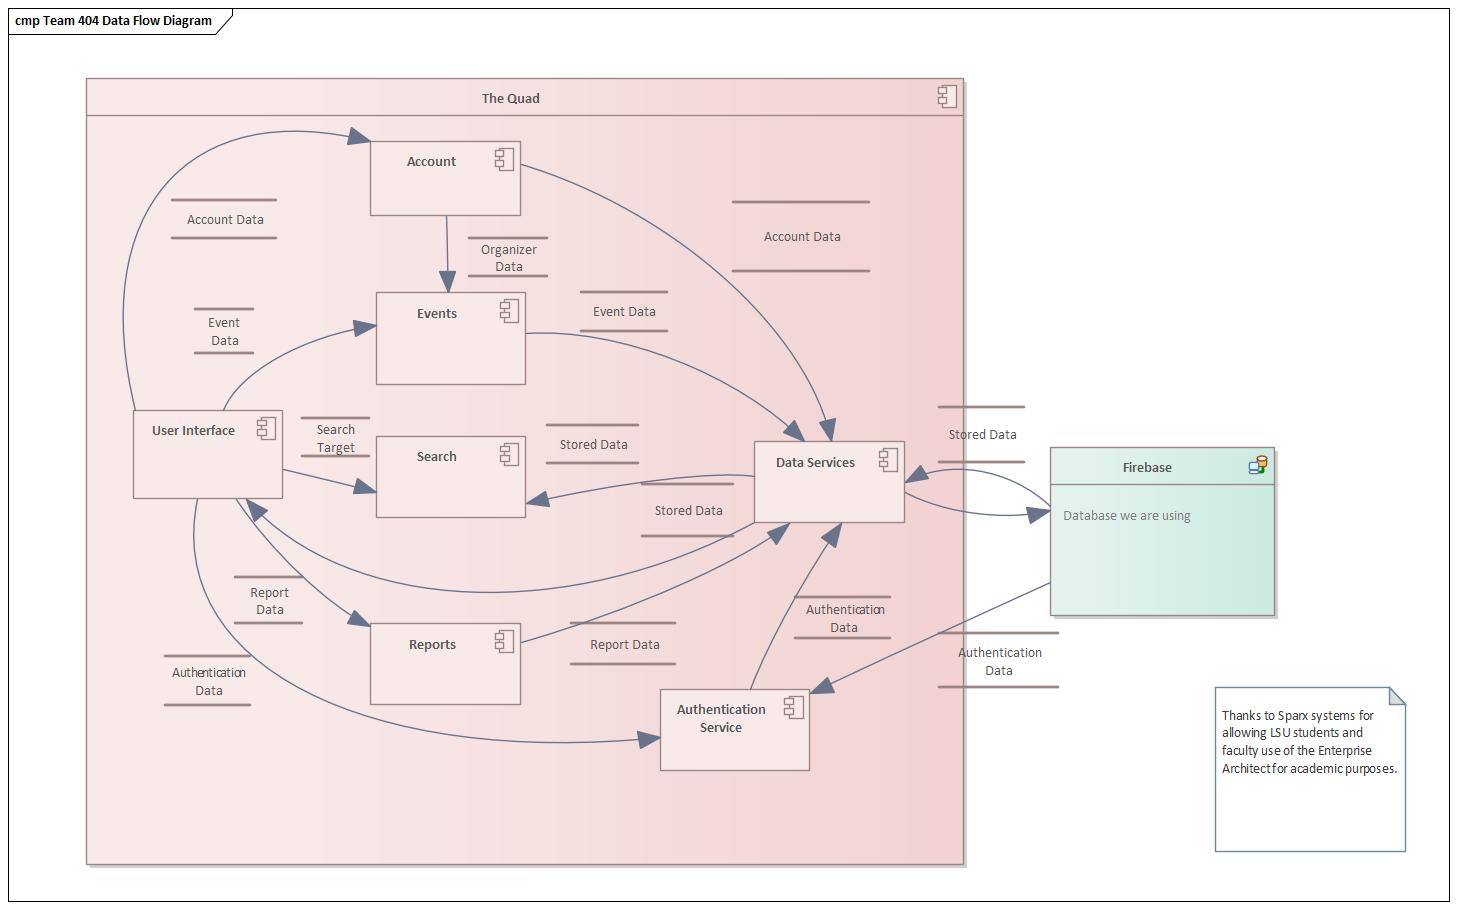 cmp Team 404 Data Flow Diagram
The Quad
Account
Account Data
Account Data
Organizer
Data
Events
Event Data
Event
Data
User Interface
Search
Target
Search
Stored Data
Data Services
Stored Data
Firebase
Database we are using
Stored Data
Report
Data
Reports
Report Data
Authentication
Data
Authentication
Data
Authentication
Data
Authentication
Service
Thanks to Sparx systems for
allowing LSU students and
faculty use of the Enterprise
Architect for academic purposes.